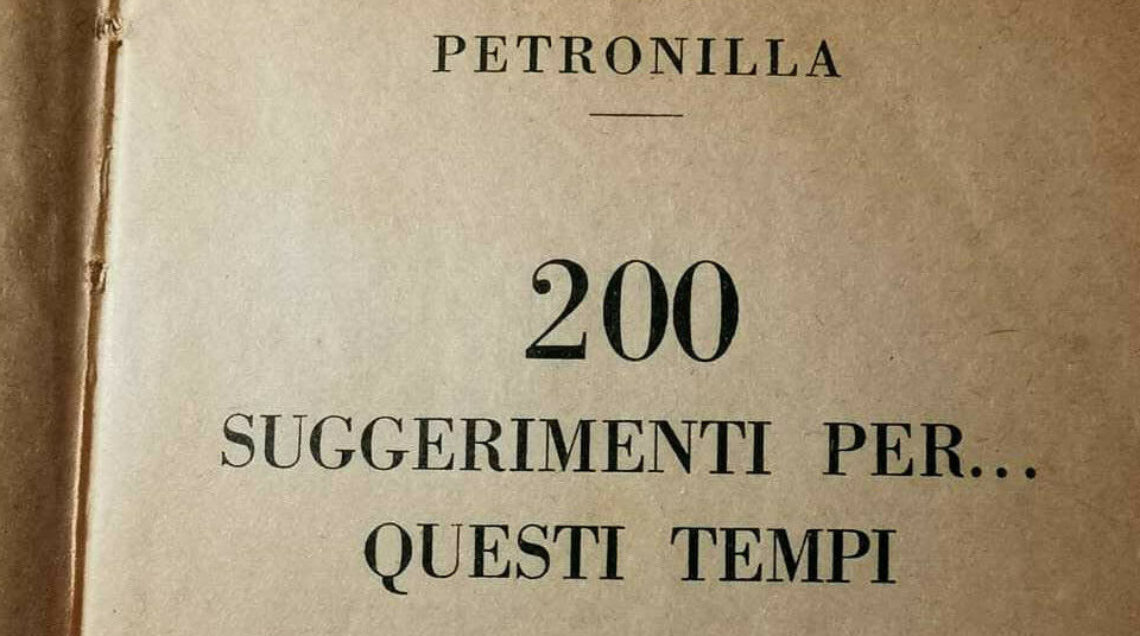 PETRONILLA
200
SUGGERIMENTI PER...
QUESTI TEMPI